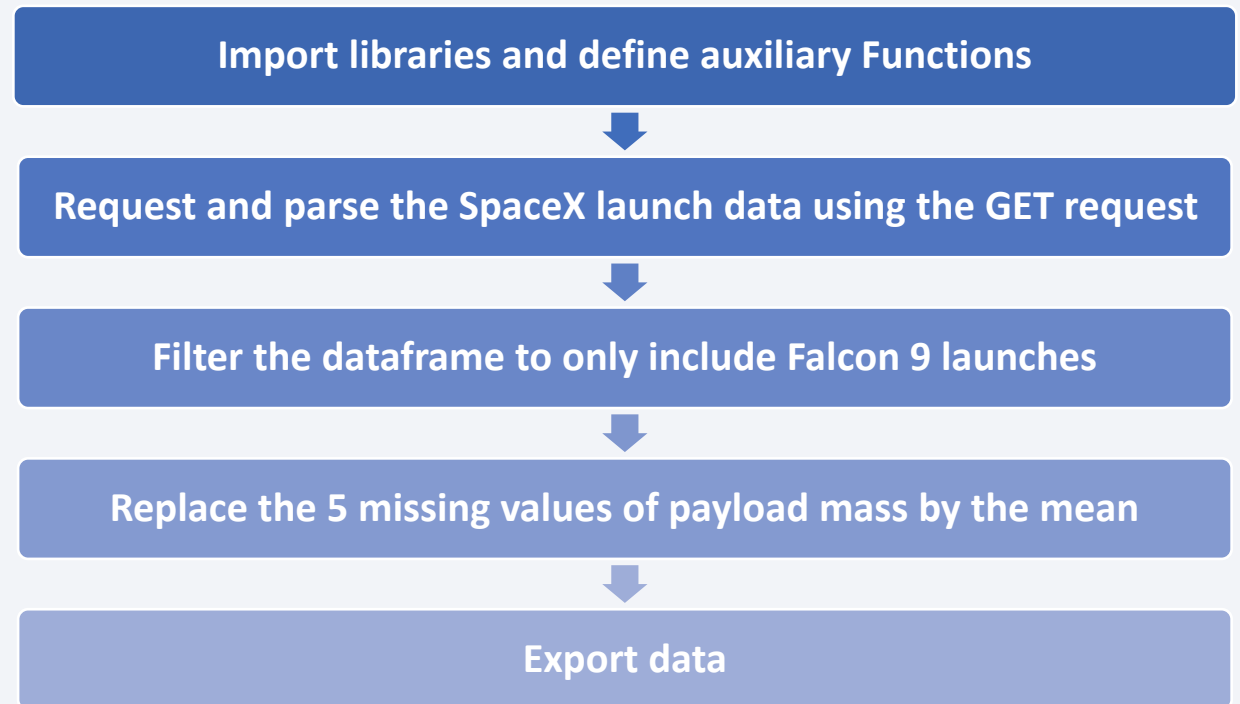 Import libraries and define auxiliary Functions
Request and parse the SpaceX launch data using the GET request
Filter the dataframe to only include Falcon 9 launches
Replace the 5 missing values of payload mass by the mean
Export data